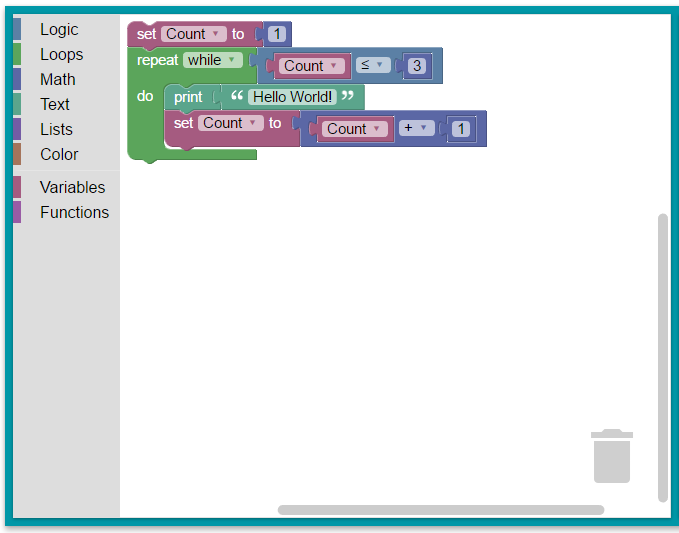 Logic
Loops
Math
Text
Lists
Color
Variables
Functions
set Count ▾ to 1
repeat while ▾ Count ▾ ≤ ▾ 3
do print “ Hello World! ”
set Count ▾ to Count ▾ + ▾ 1